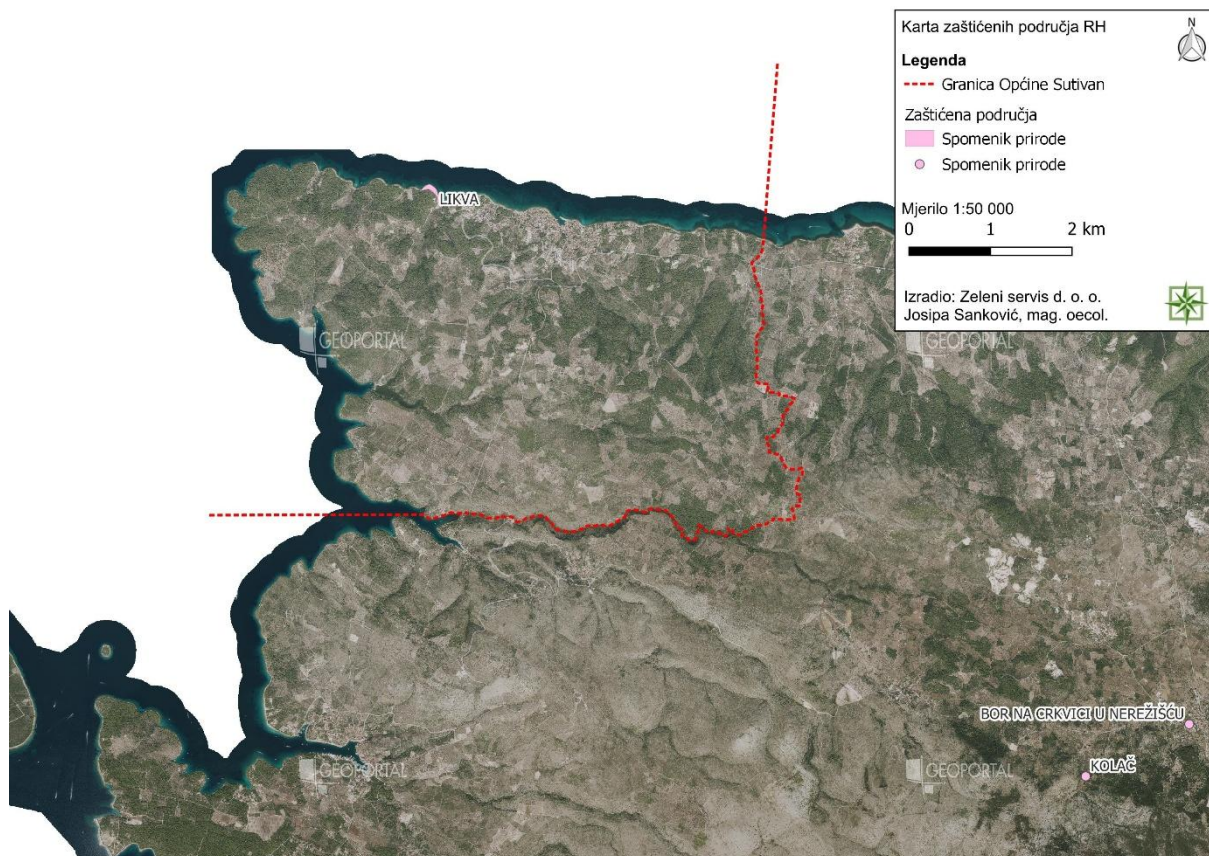 Karta zaštićenih područja RH
N
Legenda
Granica Općine Sutivan
Zaštićena područja
Spomenik prirode
Spomenik prirode
Mjerilo 1:50 000
0 1 2 km
Izradio: Zeleni servis d. o. o.
Josipa Sanković, mag. oecol.
LIKVA
GEOPORTAL
GEOPORTAL
BOR NA CRKVICI U NEREŽIŠĆU
KOLAČ
GEOPORTAL
GEOPORTAL